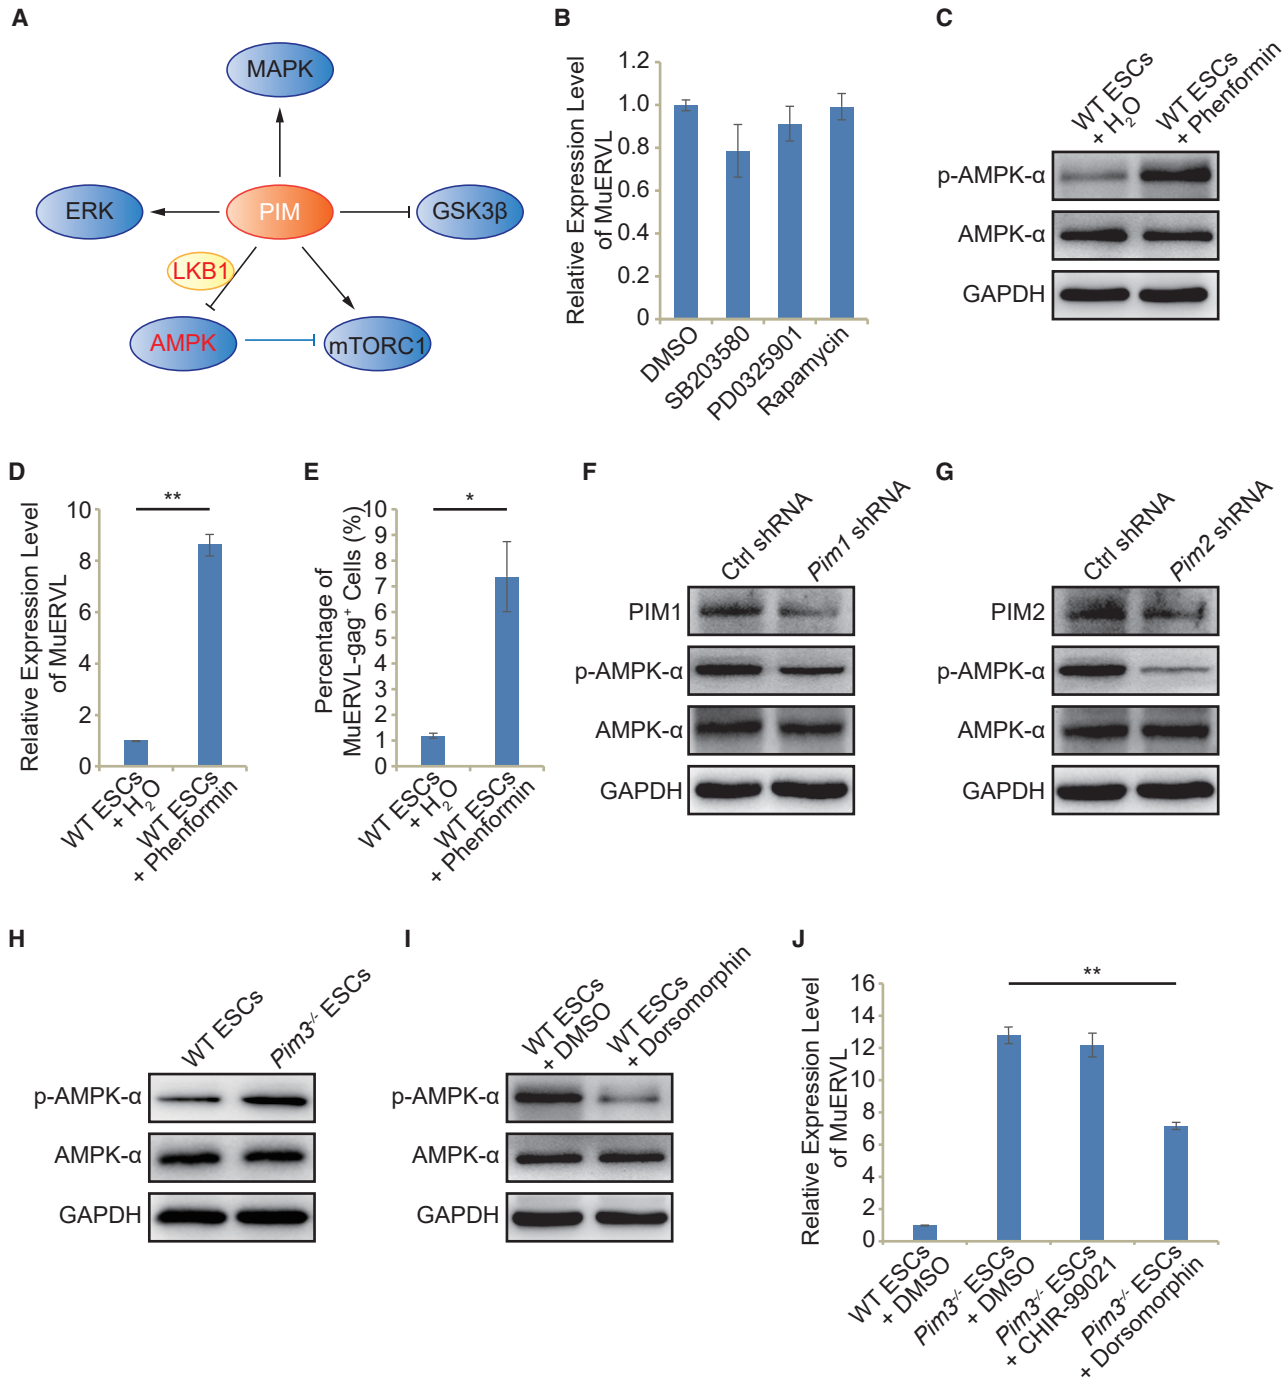 A
MAPK
ERK
PIM
GSK3β
LKB1
AMPK
mTORC1
B
Relative Expression Level
of MuERVL
1.2
1.0
0.8
0.6
0.4
0.2
0
DMSO
SB203580
PD0325901
Rapamycin
C
WT ESCs
+ H2O
WT ESCs
+ Phenformin
p-AMPK-α
AMPK-α
GAPDH
D
Relative Expression Level
of MuERVL
10
8
6
4
2
0
**
WT ESCs
+ H2O
WT ESCs
+ Phenformin
E
Percentage of
MuERVL-gag+ Cells (%)
10
9
8
7
6
5
4
3
2
1
0
*
WT ESCs
+ H2O
WT ESCs
+ Phenformin
F
Ctrl shRNA
Pim1 shRNA
PIM1
p-AMPK-α
AMPK-α
GAPDH
G
Ctrl shRNA
Pim2 shRNA
PIM2
p-AMPK-α
AMPK-α
GAPDH
H
WT ESCs
Pim3-/- ESCs
p-AMPK-α
AMPK-α
GAPDH
I
WT ESCs
+ DMSO
WT ESCs
+ Dorsomorphin
p-AMPK-α
AMPK-α
GAPDH
J
Relative Expression Level
of MuERVL
16
14
12
10
8
6
4
2
0
**
WT ESCs
+ DMSO
Pim3-/- ESCs
+ DMSO
Pim3-/- ESCs
+ CHIR-99021
Pim3-/- ESCs
+ Dorsomorphin